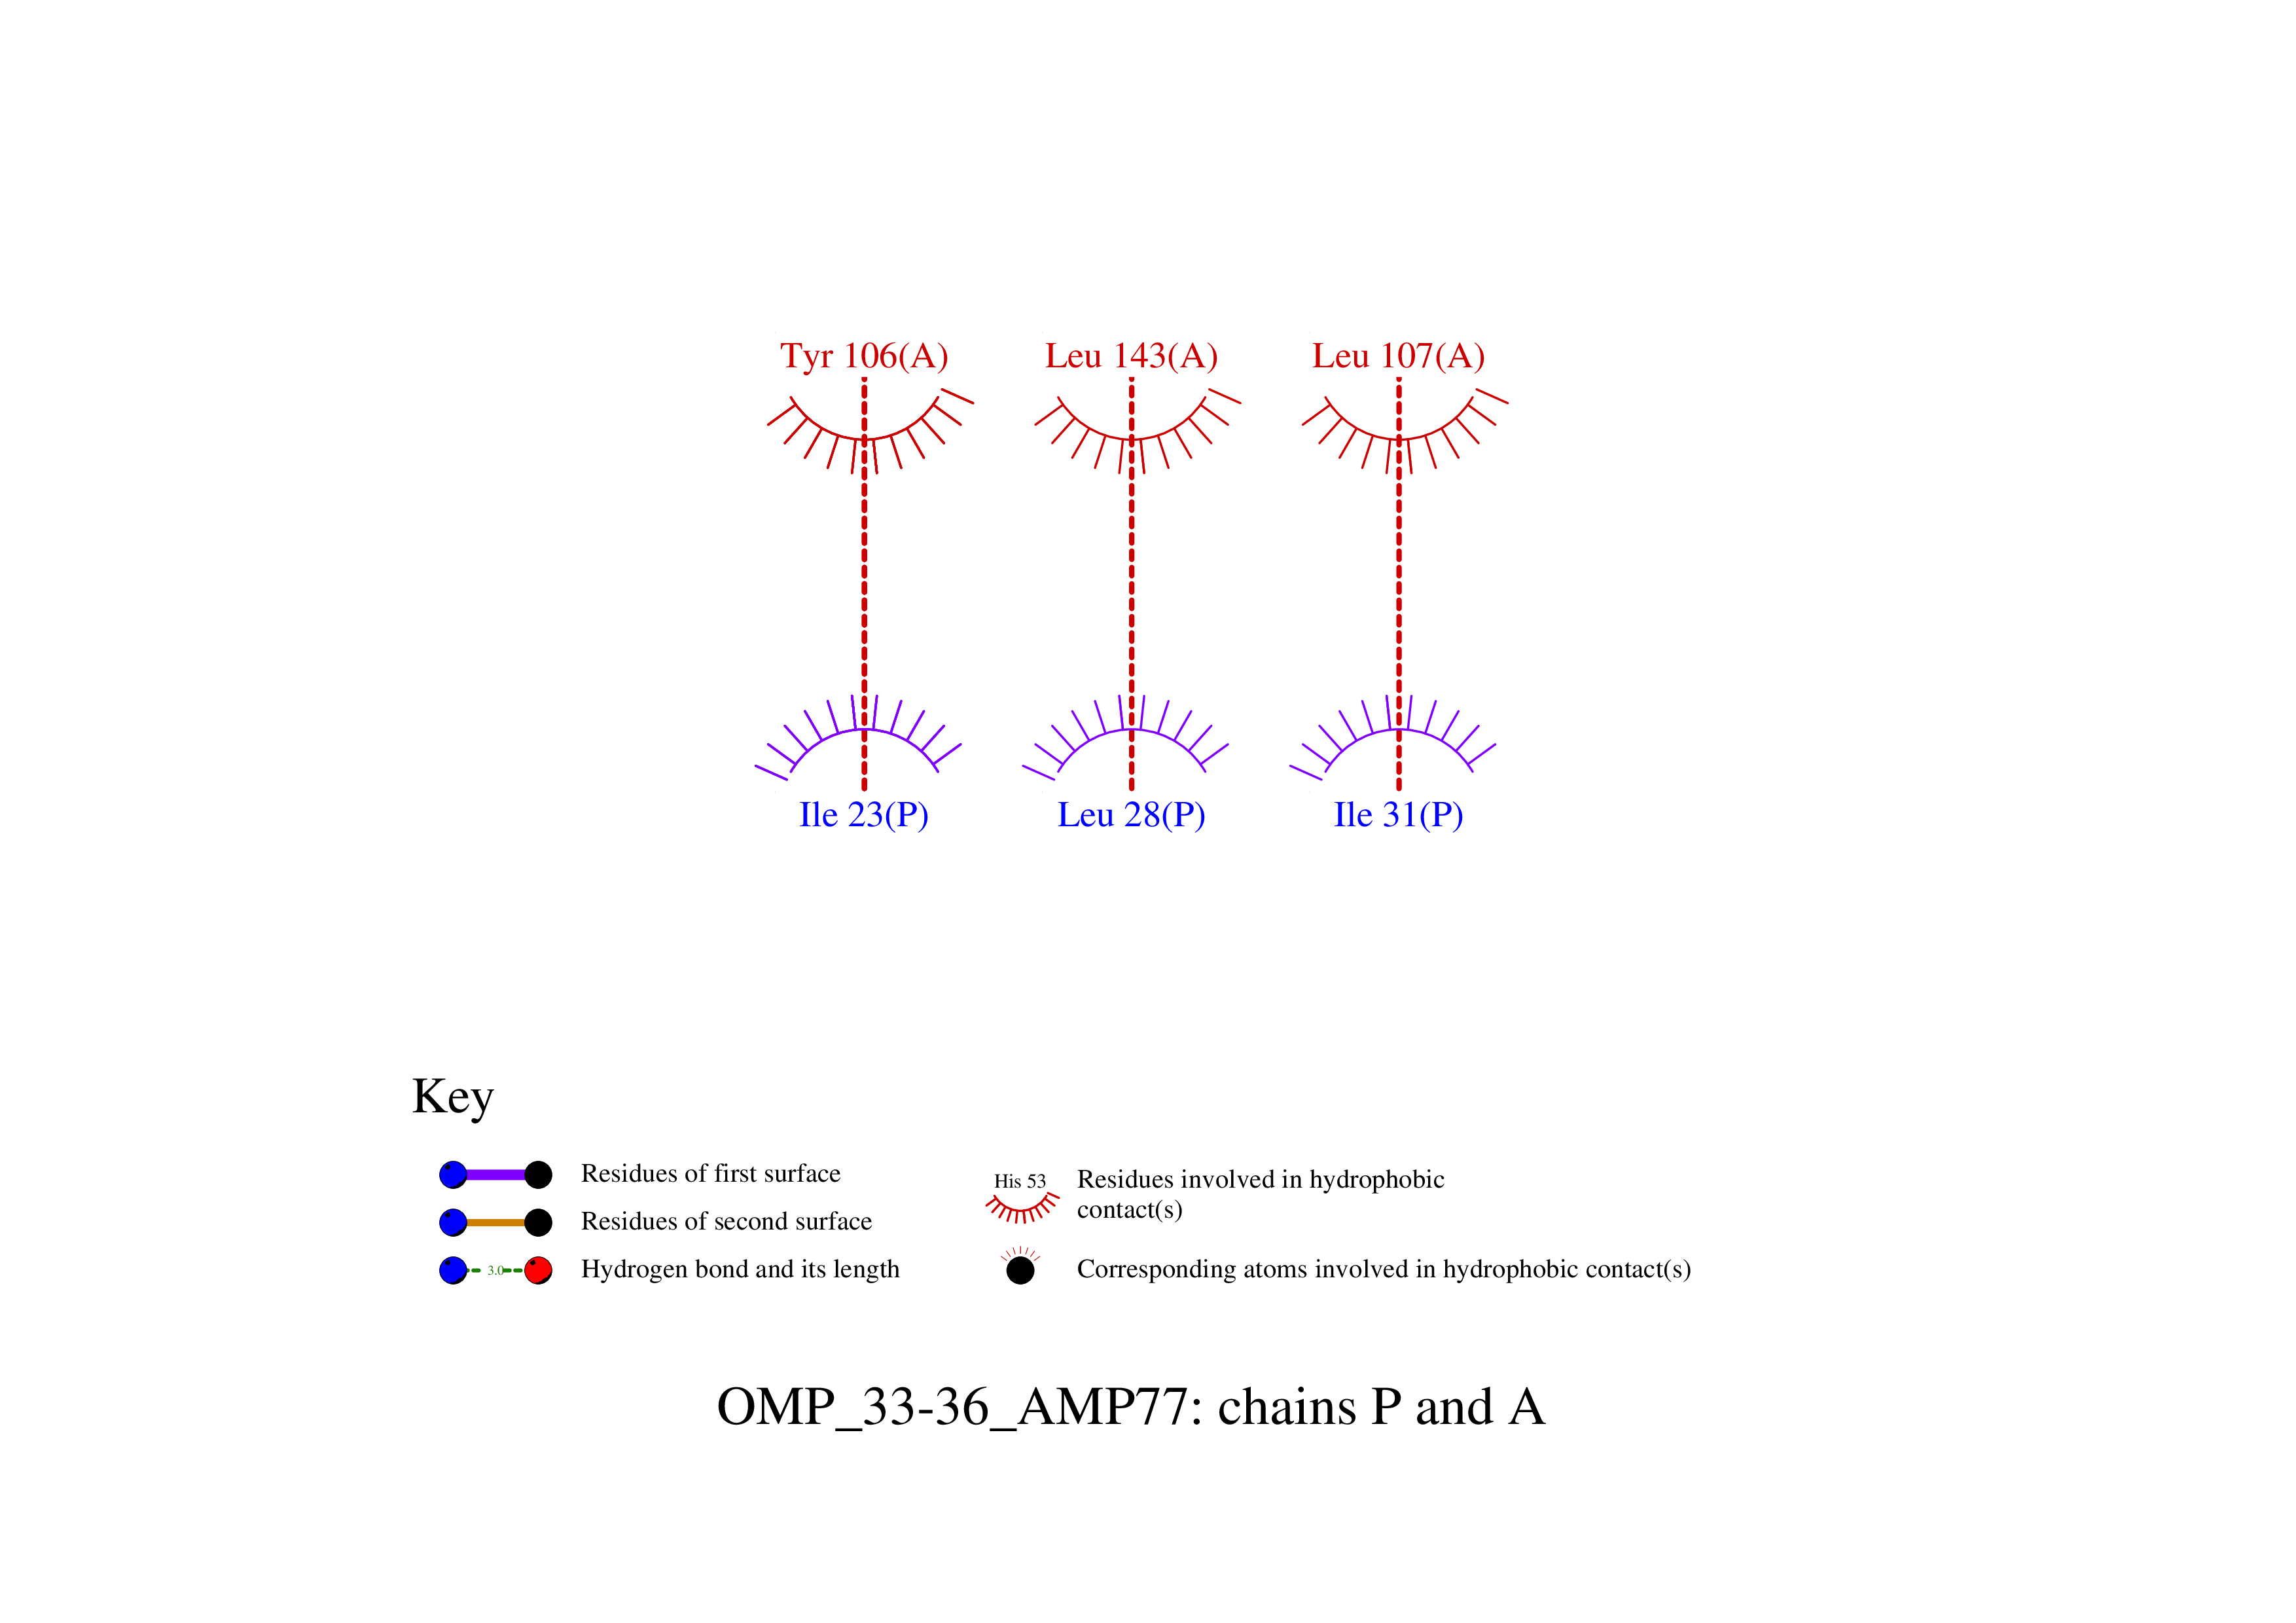 Tyr 106(A) Leu 143(A) Leu 107(A)
Ile 23(P) Leu 28(P) Ile 31(P)
Key
Residues of first surface
Residues of second surface
3.0 Hydrogen bond and its length
His 53 Residues involved in hydrophobic
contact(s)
Corresponding atoms involved in hydrophobic contact(s)
OMP_33-36_AMP77: chains P and A